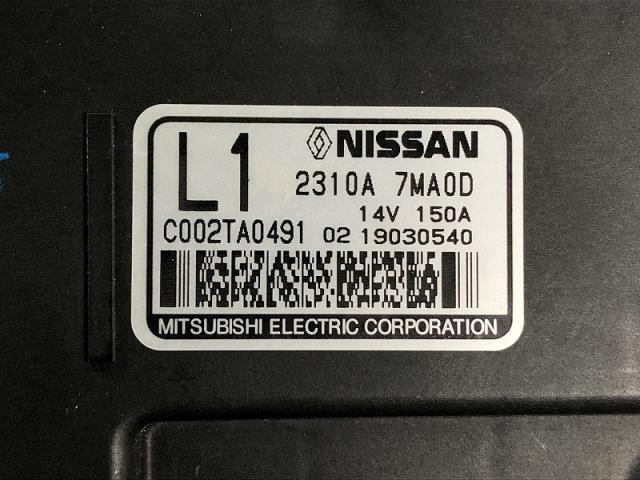 L1 NISSAN
2310A 7MA0D
14V 150A
C002TA0491 02 19030540
MITSUBISHI ELECTRIC CORPORATION